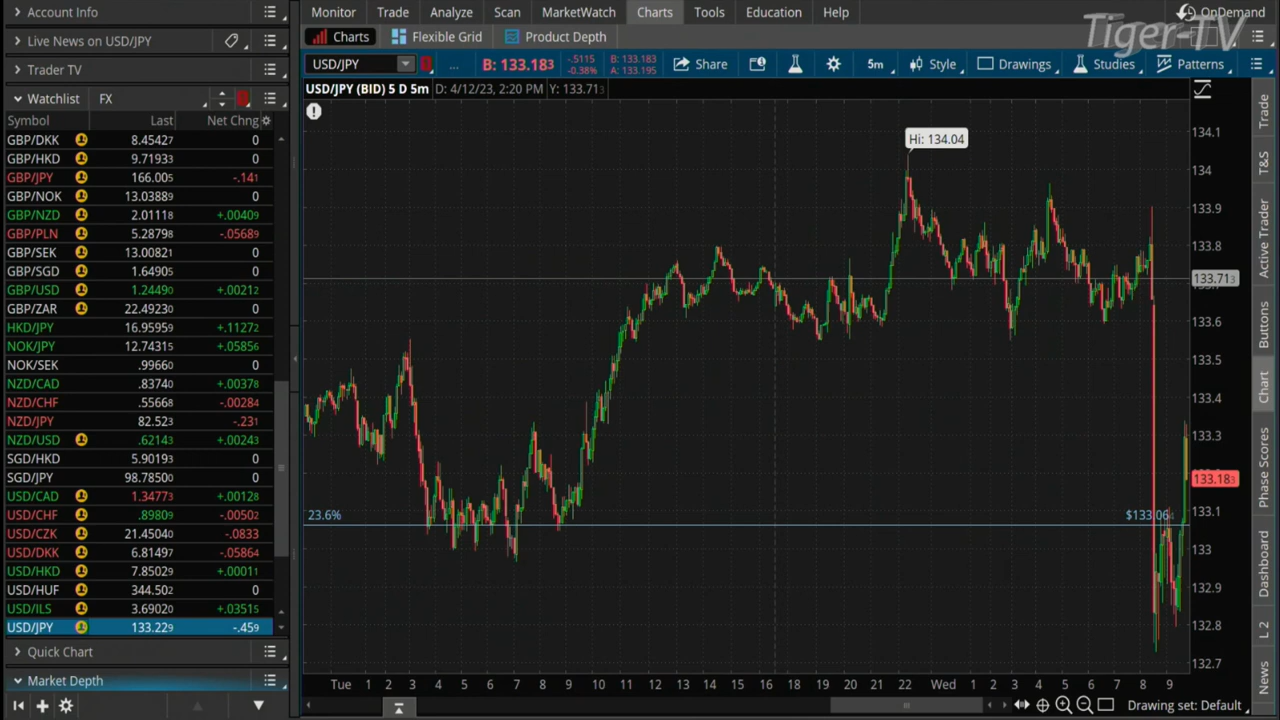 Account Info
Live News on USD/JPY
Trader TV
Watchlist FX
Symbol Last Net Chng
GBP/DKK 8.45427 0
GBP/HKD 9.71933 0
GBP/JPY 166.005 -.141
GBP/NOK 13.03889 0
GBP/NZD 2.01118 +.00409
GBP/PLN 5.28798 -.05689
GBP/SEK 13.00821 0
GBP/SGD 1.64905 0
GBP/USD 1.24490 +.00212
GBP/ZAR 22.49230 0
HKD/JPY 16.95959 +.11272
NOK/JPY 12.74315 +.05856
NOK/SEK .99660 0
NZD/CAD .83740 +.00378
NZD/CHF .55668 -.00284
NZD/JPY 82.523 -.231
NZD/USD .62143 +.00243
SGD/HKD 5.90193 0
SGD/JPY 98.78500 0
USD/CAD 1.34773 +.00128
USD/CHF .89809 -.00502
USD/CZK 21.45040 -.0833
USD/DKK 6.81497 -.05864
USD/HKD 7.85029 +.00011
USD/HUF 344.502 0
USD/ILS 3.69020 +.03515
USD/JPY 133.229 -.459
Quick Chart
Market Depth
Monitor Trade Analyze Scan MarketWatch Charts Tools Education Help OnDemand
Tiger-TV
Charts Flexible Grid Product Depth
USD/JPY ... B: 133.183 -.5115 B: 133.183 Share 5m Style Drawings Studies Patterns
-0.38% A: 133.195
USD/JPY (BID) 5 D 5m D: 4/12/23, 2:20 PM Y: 133.713
Hi: 134.04
134.1
134
133.9
133.8
133.713
133.6
133.5
133.4
133.3
133.183
133.1
133
132.9
132.8
132.7
23.6%
Tue 1 2 3 4 5 6 7 8 9 10 11 12 13 14 15 16 18 19 20 21 22 Wed 1 2 3 4 5 6 7 8 9
Drawing set: Default
Trade
T&S
Active Trader
Buttons
Chart
Phase Scores
Dashboard
L 2
News